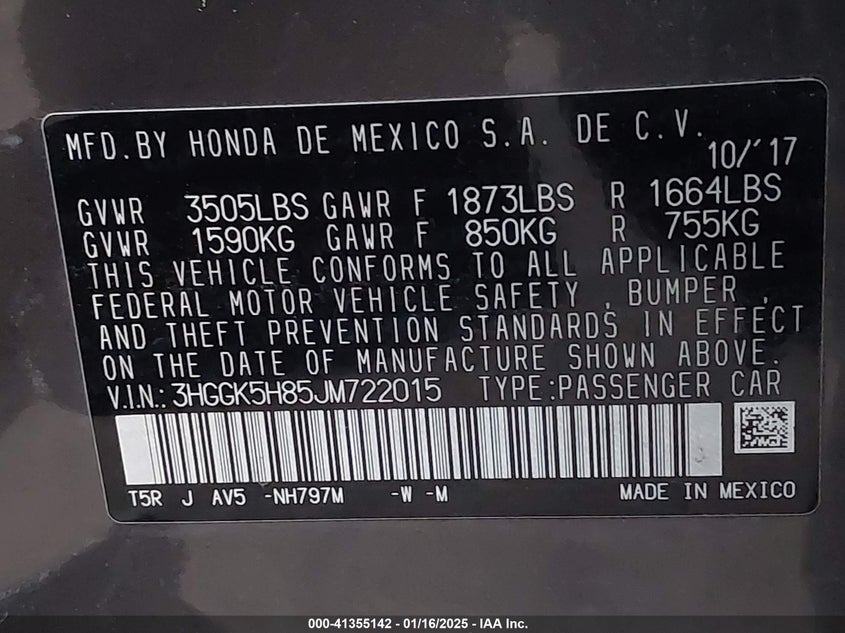 MFD.BY HONDA DE MEXICO S.A. DE C.V.
10/'17
GVWR 3505LBS GAWR F 1873LBS R 1664LBS
GVWR 1590KG GAWR F 850KG R 755KG
THIS VEHICLE CONFORMS TO ALL APPLICABLE
FEDERAL MOTOR VEHICLE SAFETY , BUMPER ,
AND THEFT PREVENTION STANDARDS IN EFFECT
ON THE DATE OF MANUFACTURE SHOWN ABOVE.
V.I.N.: 3HGGK5H85JM722015 TYPE:PASSENGER CAR
T5R J AV5 -NH797M -W -M MADE IN MEXICO
000-41355142 - 01/16/2025 - IAA Inc.